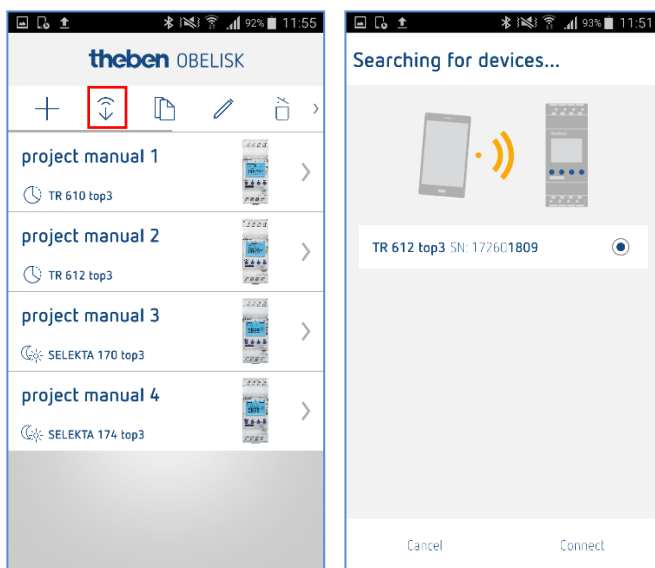 92% 11:55
theben OBELISK
project manual 1
TR 610 top3
project manual 2
TR 612 top3
project manual 3
SELEKTA 170 top3
project manual 4
SELEKTA 174 top3
93% 11:51
Searching for devices...
TR 612 top3 SN: 172601809
Cancel Connect